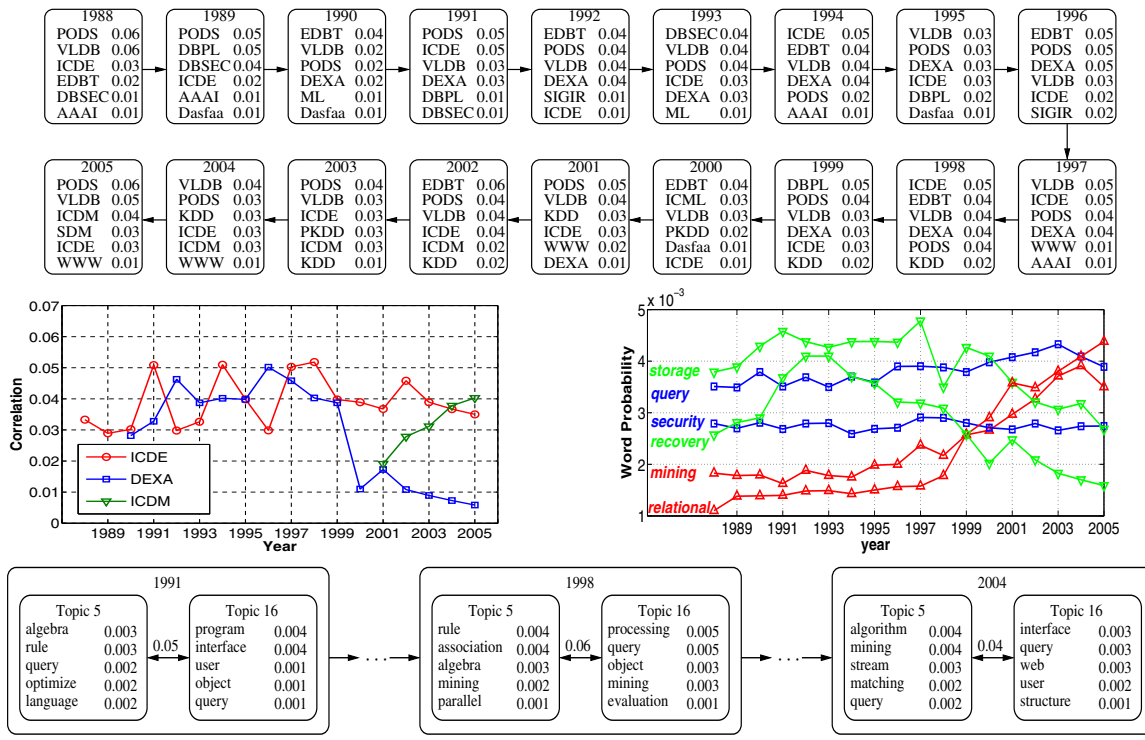 1988
PODS 0.06
VLDB 0.06
ICDE 0.03
EDBT 0.02
DBSEC 0.01
AAAI 0.01
1989
PODS 0.05
DBPL 0.05
DBSEC 0.04
ICDE 0.02
AAAI 0.01
Dasfaa 0.01
1990
EDBT 0.04
VLDB 0.02
PODS 0.02
DEXA 0.02
ML 0.01
Dasfaa 0.01
1991
PODS 0.05
ICDE 0.05
VLDB 0.04
DEXA 0.03
DBPL 0.01
DBSEC 0.01
1992
EDBT 0.04
PODS 0.04
VLDB 0.04
DEXA 0.04
SIGIR 0.01
ICDE 0.01
1993
DBSEC 0.04
VLDB 0.04
PODS 0.04
ICDE 0.03
DEXA 0.03
ML 0.01
1994
ICDE 0.05
EDBT 0.04
VLDB 0.04
DEXA 0.04
PODS 0.02
AAAI 0.01
1995
VLDB 0.03
PODS 0.03
DEXA 0.03
ICDE 0.03
DBPL 0.02
Dasfaa 0.01
1996
EDBT 0.05
PODS 0.05
DEXA 0.05
VLDB 0.03
ICDE 0.02
SIGIR 0.02
2005
PODS 0.06
VLDB 0.05
ICDM 0.04
SDM 0.03
ICDE 0.03
WWW 0.01
2004
VLDB 0.04
PODS 0.03
KDD 0.03
ICDE 0.03
ICDM 0.03
WWW 0.01
2003
PODS 0.04
VLDB 0.03
ICDE 0.03
PKDD 0.03
ICDM 0.03
KDD 0.01
2002
EDBT 0.06
PODS 0.04
VLDB 0.04
ICDE 0.04
ICDM 0.02
KDD 0.02
2001
PODS 0.05
VLDB 0.04
KDD 0.03
ICDE 0.03
WWW 0.02
DEXA 0.01
2000
EDBT 0.04
ICML 0.03
VLDB 0.03
PKDD 0.02
Dasfaa 0.01
ICDE 0.01
1999
DBPL 0.05
PODS 0.04
VLDB 0.03
DEXA 0.03
ICDE 0.03
KDD 0.02
1998
ICDE 0.05
EDBT 0.04
VLDB 0.04
DEXA 0.04
PODS 0.04
KDD 0.02
1997
VLDB 0.05
ICDE 0.05
PODS 0.04
DEXA 0.04
WWW 0.01
AAAI 0.01
0.07
0.06
0.05
0.04
0.03
0.02
0.01
0
Correlation
ICDE
DEXA
ICDM
1989 1991 1993 1995 1997 1999 2001 2003 2005
Year
x 10^-3
5
4
3
2
1
Word Probability
storage
query
security
recovery
mining
relational
1989 1991 1993 1995 1997 1999 2001 2003 2005
year
1991
Topic 5
algebra 0.003
rule 0.003
query 0.002
optimize 0.002
language 0.002
0.05
Topic 16
program 0.004
interface 0.004
user 0.001
object 0.001
query 0.001
...
1998
Topic 5
rule 0.004
association 0.004
algebra 0.003
mining 0.002
parallel 0.001
0.06
Topic 16
processing 0.005
query 0.005
object 0.003
mining 0.003
evaluation 0.001
...
2004
Topic 5
algorithm 0.004
mining 0.004
stream 0.003
matching 0.002
query 0.002
0.04
Topic 16
interface 0.003
query 0.003
web 0.003
user 0.002
structure 0.001